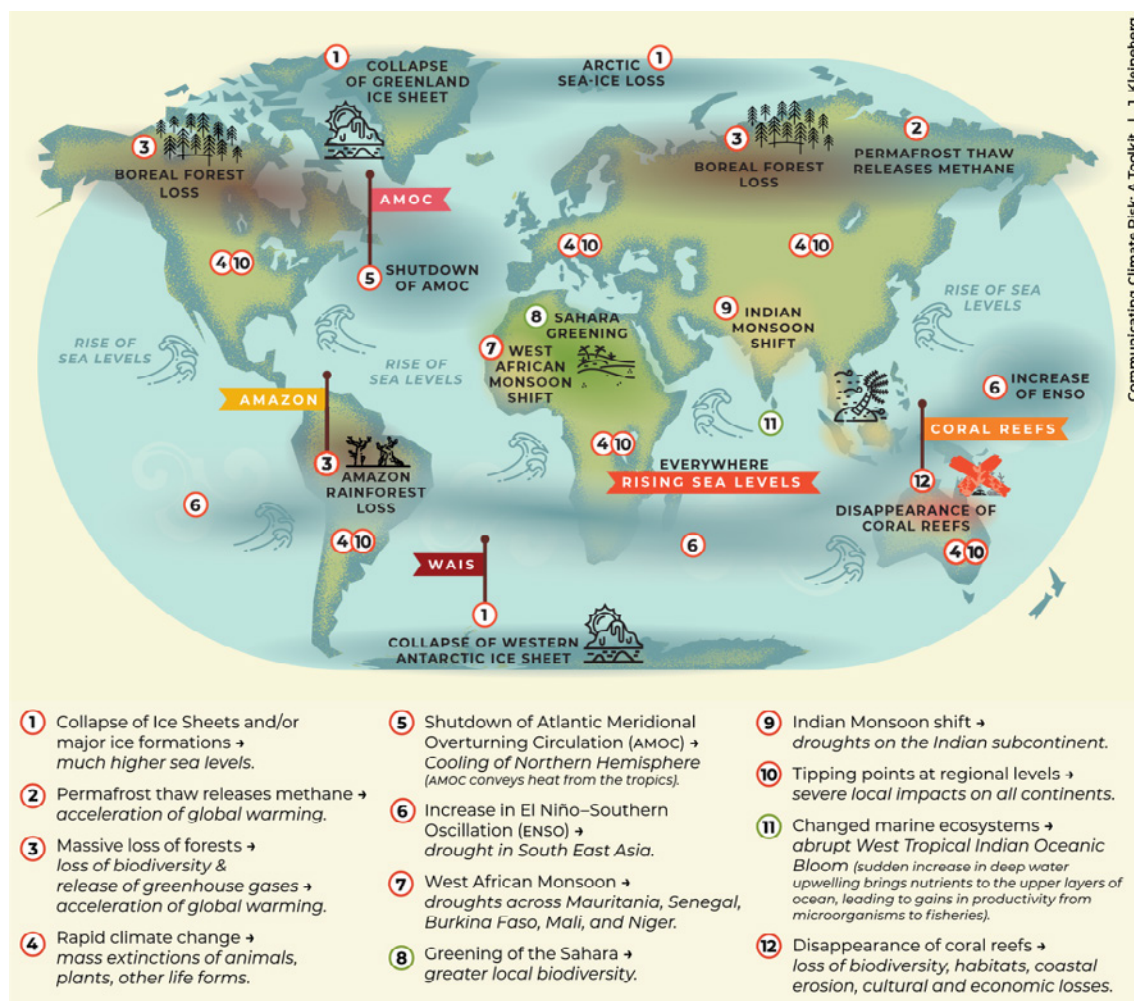 1
COLLAPSE
OF GREENLAND
ICE SHEET
ARCTIC
SEA-ICE LOSS
1
3
BOREAL FOREST
LOSS
3
BOREAL FOREST
LOSS
2
PERMAFROST THAW
RELEASES METHANE
AMOC
4 10
5
SHUTDOWN
OF AMOC
4 10
4 10
RISE OF
SEA LEVELS
RISE OF
SEA LEVELS
RISE OF SEA
LEVELS
8
SAHARA
GREENING
7
WEST
AFRICAN
MONSOON
SHIFT
9
INDIAN
MONSOON
SHIFT
6
INCREASE
OF ENSO
AMAZON
11
CORAL REEFS
3
AMAZON
RAINFOREST
LOSS
4 10
EVERYWHERE
RISING SEA LEVELS
12
DISAPPEARANCE OF
CORAL REEFS
6
4 10
6
4 10
WAIS
1
COLLAPSE OF WESTERN
ANTARCTIC ICE SHEET
Communicating Climate Risk: A Toolkit
Kleineberg
1 Collapse of Ice Sheets and/or
major ice formations →
much higher sea levels.
2 Permafrost thaw releases methane →
acceleration of global warming.
3 Massive loss of forests →
loss of biodiversity &
release of greenhouse gases →
acceleration of global warming.
4 Rapid climate change →
mass extinctions of animals,
plants, other life forms.
5 Shutdown of Atlantic Meridional
Overturning Circulation (AMOC) →
Cooling of Northern Hemisphere
(AMOC conveys heat from the tropics).
6 Increase in El Niño–Southern
Oscillation (ENSO) →
drought in South East Asia.
7 West African Monsoon →
droughts across Mauritania, Senegal,
Burkina Faso, Mali, and Niger.
8 Greening of the Sahara →
greater local biodiversity.
9 Indian Monsoon shift →
droughts on the Indian subcontinent.
10 Tipping points at regional levels →
severe local impacts on all continents.
11 Changed marine ecosystems →
abrupt West Tropical Indian Oceanic
Bloom (sudden increase in deep water
upwelling brings nutrients to the upper layers of
ocean, leading to gains in productivity from
microorganisms to fisheries).
12 Disappearance of coral reefs →
loss of biodiversity, habitats, coastal
erosion, cultural and economic losses.